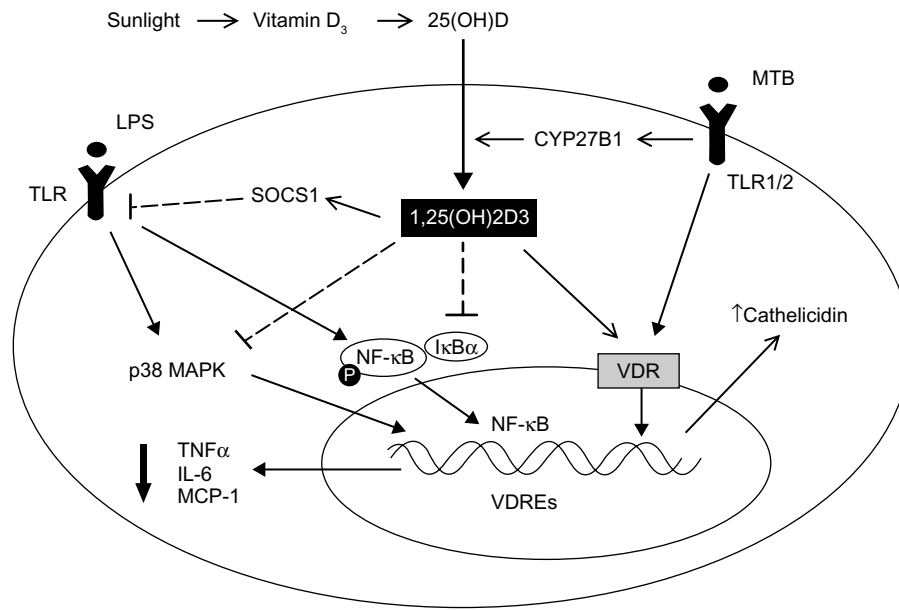 Sunlight → Vitamin D3 → 25(OH)D
MTB
LPS
CYP27B1
TLR
TLR1/2
SOCS1
1,25(OH)2D3
↑Cathelicidin
IκBα
NF-κB
P
p38 MAPK
VDR
NF-κB
TNFα
IL-6
MCP-1
VDREs